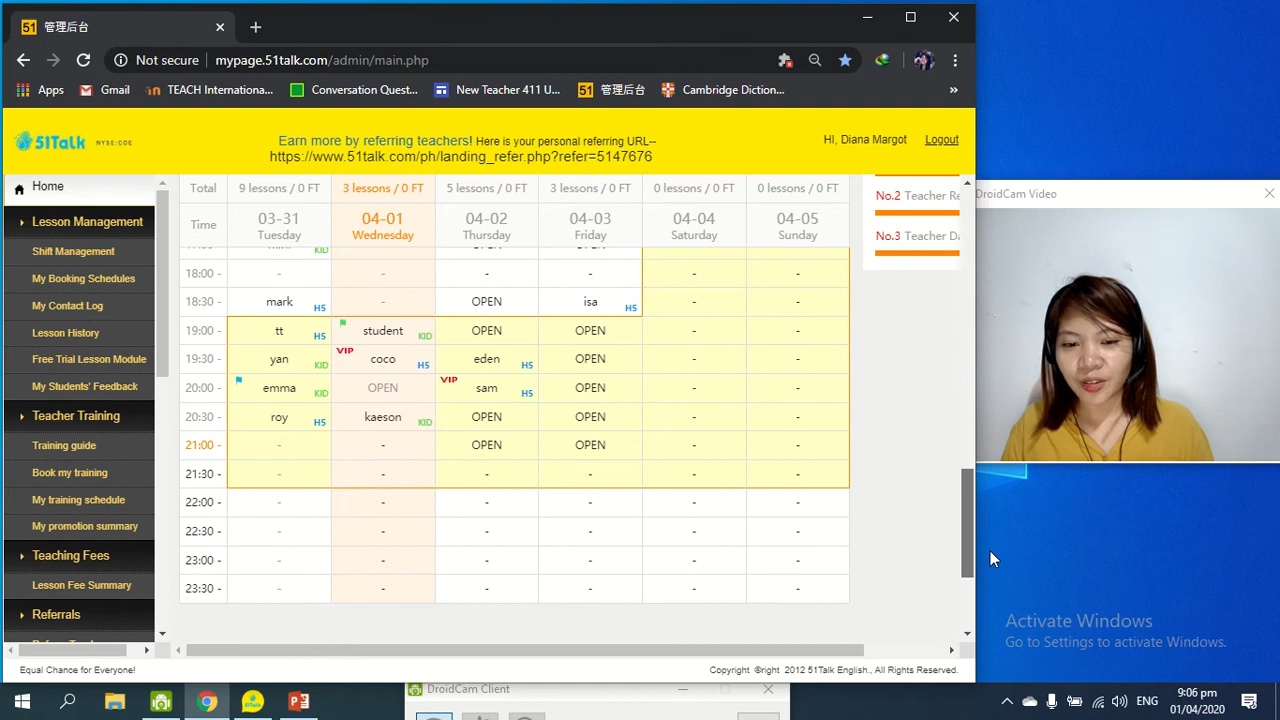 管理后台
Not secure mypage.51talk.com/admin/main.php
Apps Gmail TEACH Internationa... Conversation Quest... New Teacher 411 U... 管理后台 Cambridge Diction... »
51Talk NYSE:COE
Earn more by referring teachers! Here is your personal referring URL--
https://www.51talk.com/ph/landing_refer.php?refer=5147676
HI, Diana Margot Logout
Home
Lesson Management
Shift Management
My Booking Schedules
My Contact Log
Lesson History
Free Trial Lesson Module
My Students' Feedback
Teacher Training
Training guide
Book my training
My training schedule
My promotion summary
Teaching Fees
Lesson Fee Summary
Referrals
Total 9 lessons / 0 FT 3 lessons / 0 FT 5 lessons / 0 FT 3 lessons / 0 FT 0 lessons / 0 FT 0 lessons / 0 FT
Time 03-31 Tuesday 04-01 Wednesday 04-02 Thursday 04-03 Friday 04-04 Saturday 04-05 Sunday
KID
18:00 - - - - - - -
18:30 - mark H5 - OPEN isa H5 - -
19:00 - tt H5 student KID OPEN OPEN - -
19:30 - yan KID VIP coco H5 eden H5 OPEN - -
20:00 - emma KID OPEN VIP sam H5 OPEN - -
20:30 - roy H5 kaeson KID OPEN OPEN - -
21:00 - - - OPEN OPEN - -
21:30 - - - - - - -
22:00 - - - - - - -
22:30 - - - - - - -
23:00 - - - - - - -
23:30 - - - - - - -
No.2 Teacher Re
No.3 Teacher Da
Equal Chance for Everyone!
Copyright ©right 2012 51Talk English., All Rights Reserved.
DroidCam Video
Activate Windows
Go to Settings to activate Windows.
DroidCam Client
ENG
9:06 pm
01/04/2020